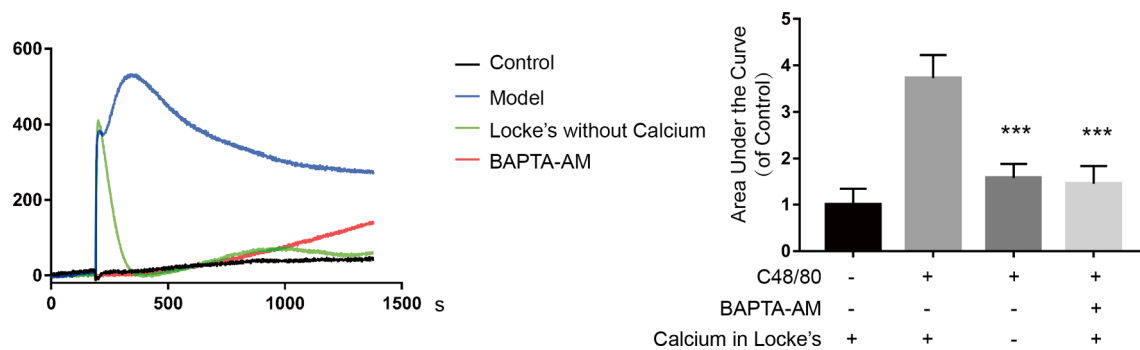 600
400
200
0
0
500
1000
1500
s
Control
Model
Locke's without Calcium
BAPTA-AM
Area Under the Curve
(of Control)
5
4
3
2
1
0
***
***
C48/80 - + + +
BAPTA-AM - - - +
Calcium in Locke's + + - +